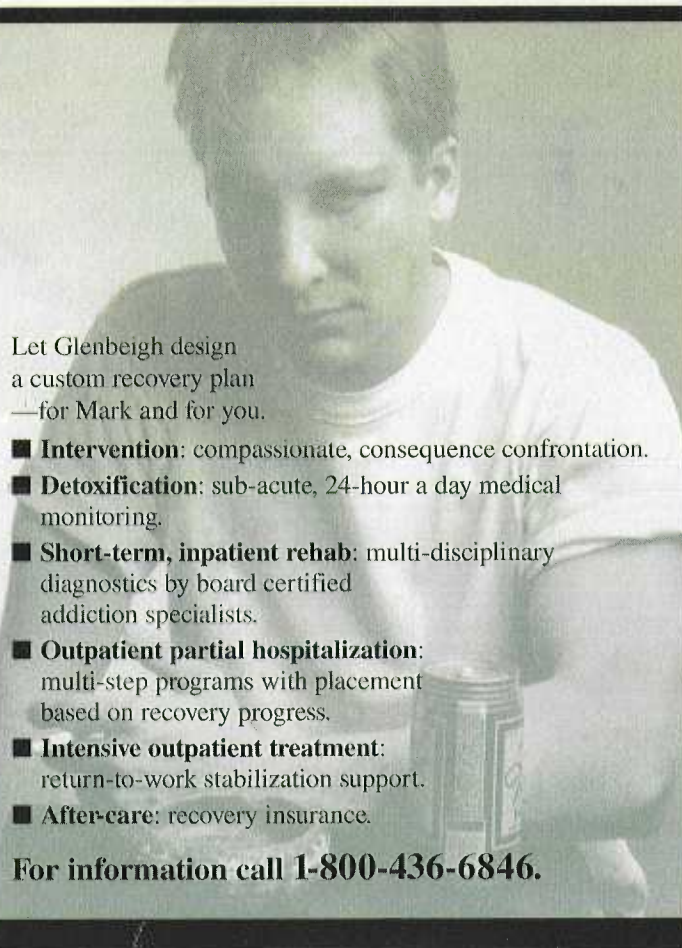 Let Glenbeigh design
a custom recovery plan
—for Mark and for you.
■ Intervention: compassionate, consequence confrontation.
■ Detoxification: sub-acute, 24-hour a day medical
monitoring.
■ Short-term, inpatient rehab: multi-disciplinary
diagnostics by board certified
addiction specialists.
■ Outpatient partial hospitalization:
multi-step programs with placement
based on recovery progress.
■ Intensive outpatient treatment:
return-to-work stabilization support.
■ After-care: recovery insurance.
For information call 1-800-436-6846.